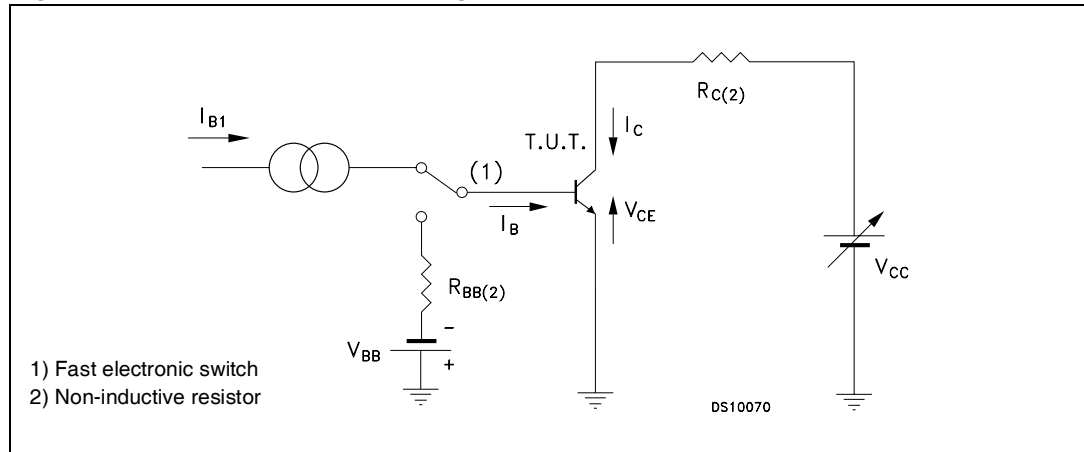 R_C(2)
I_B1
T.U.T.
I_C
(1)
I_B
V_CE
R_BB(2)
V_CC
-
V_BB
+
1) Fast electronic switch
2) Non-inductive resistor
DS10070